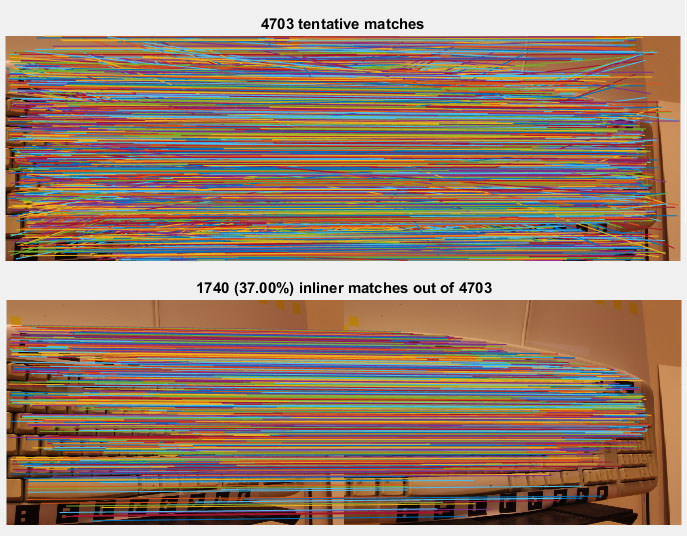 4703 tentative matches
1740 (37.00%) inliner matches out of 4703